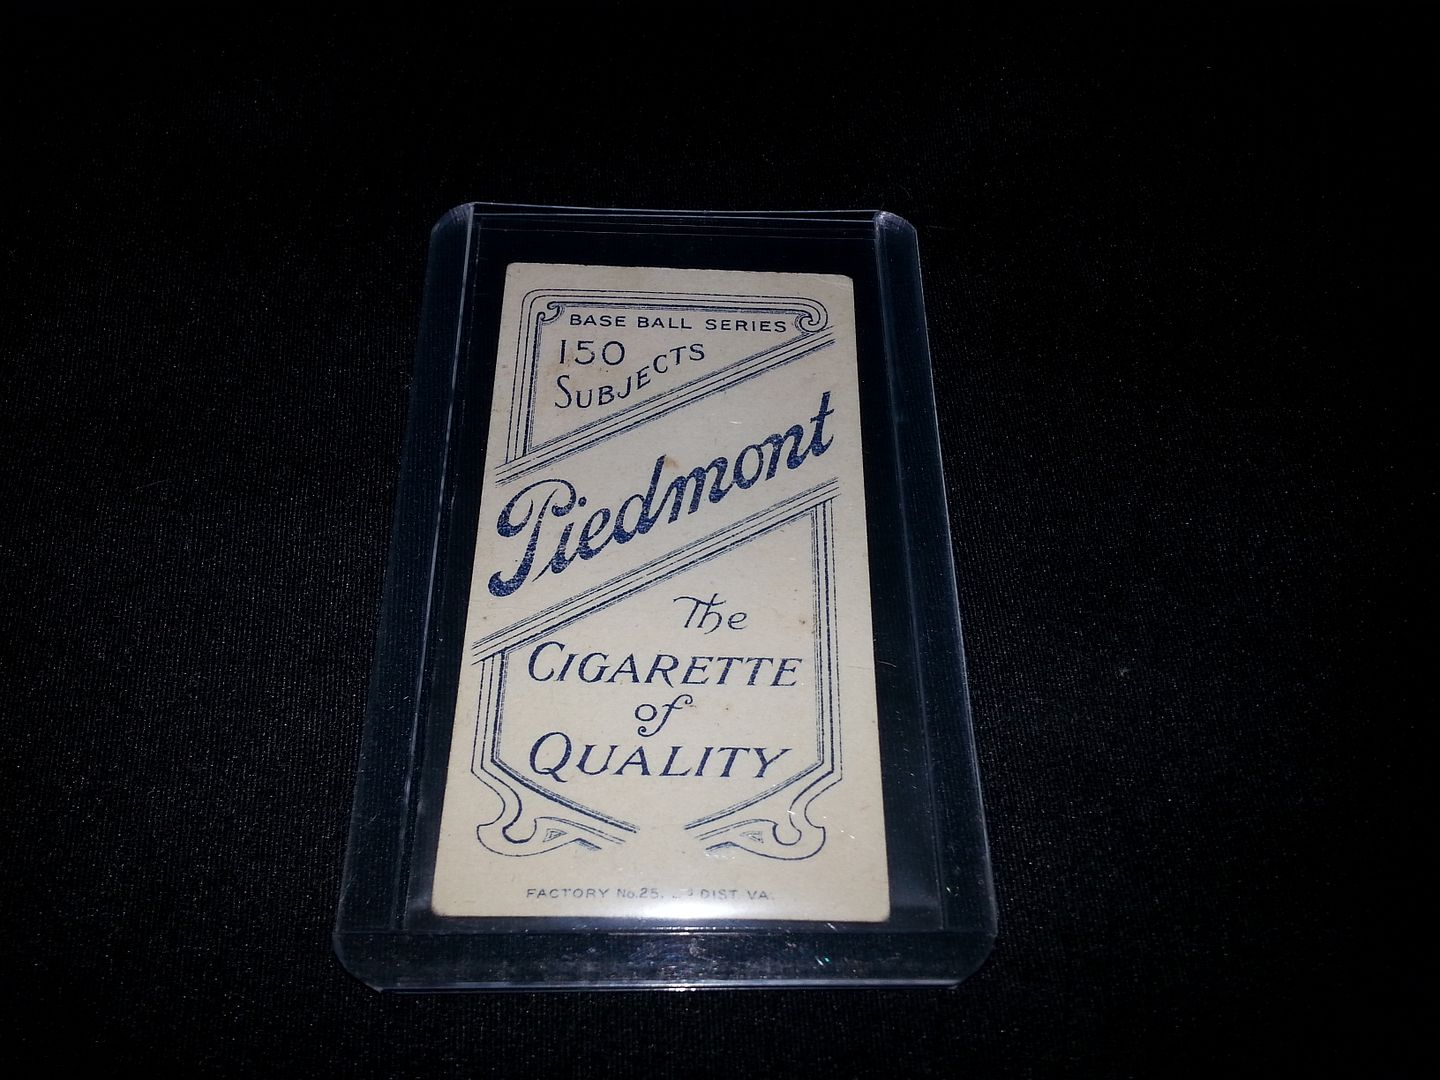 BASE BALL SERIES
150
SUBJECTS
Piedmont
The
CIGARETTE
of
QUALITY
FACTORY No.25, DIST. VA.